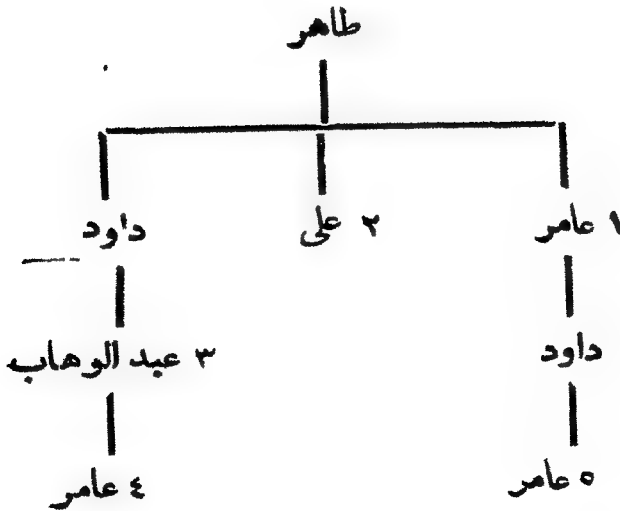 طاهر
١ عامر ٢ على داود
داود ٣ عبد الوهاب
٥ عامر ٤ عامر